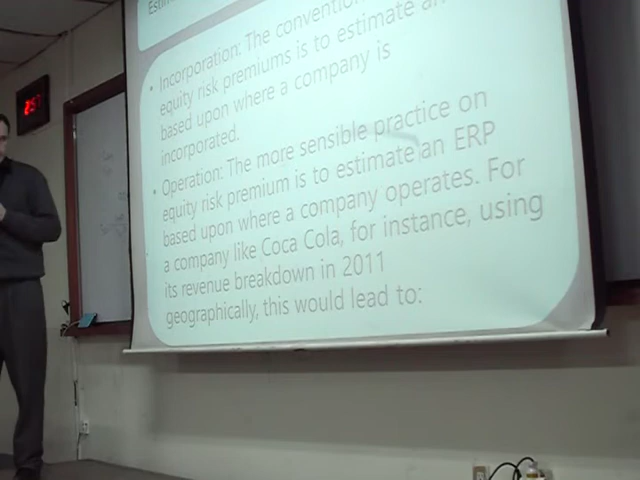 • Incorporation: The
equity risk premiums is to estimate
based upon where a company is
incorporated.
• Operation: The more sensible practice on
equity risk premium is to estimate an ERP
based upon where a company operates. For
a company like Coca Cola, for instance, using
its revenue breakdown in 2011
geographically, this would lead to: